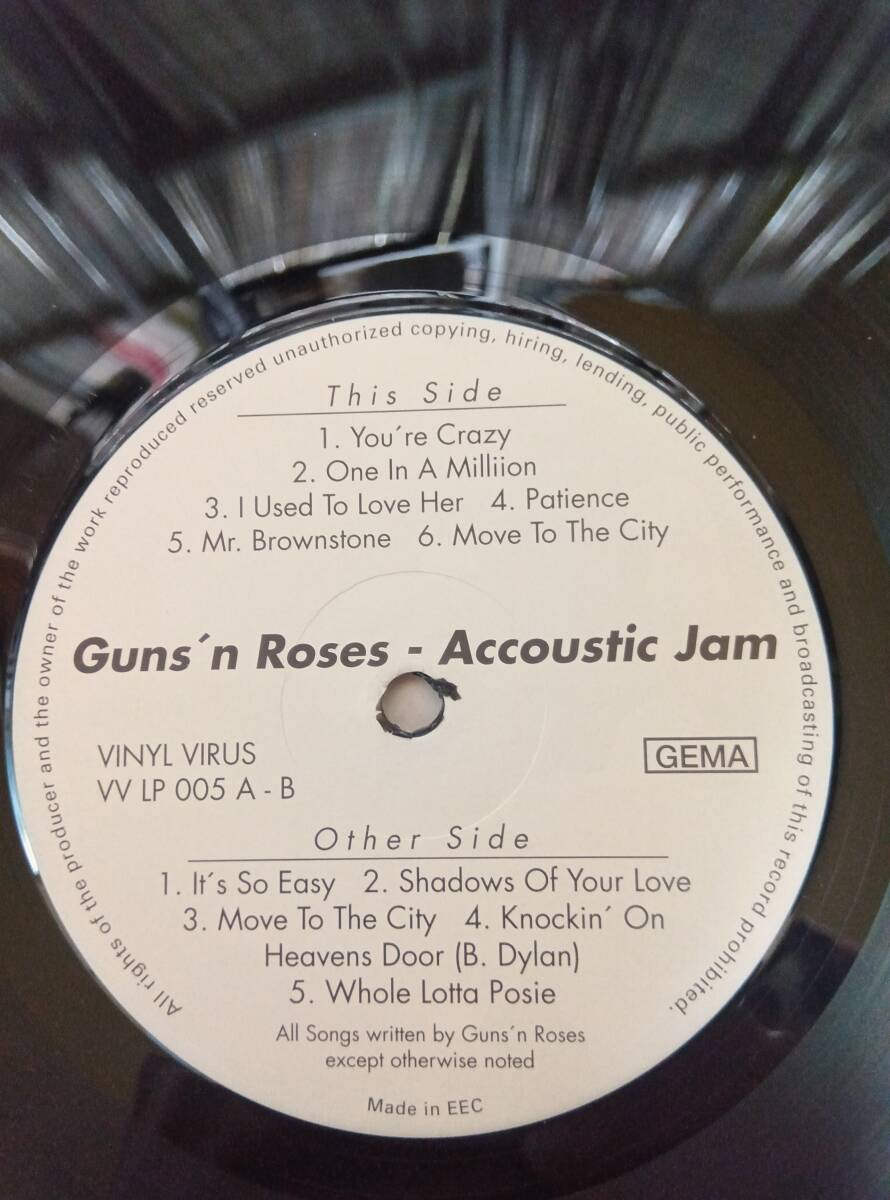 All rights of the producer and the owner of the work reproduced reserved unauthorized copying, hiring, lending, public performance and broadcasting of this record prohibited.
This Side
1. You´re Crazy
2. One In A Milliion
3. I Used To Love Her 4. Patience
5. Mr. Brownstone 6. Move To The City
Guns´n Roses - Accoustic Jam
VINYL VIRUS
VV LP 005 A - B
GEMA
Other Side
1. It´s So Easy 2. Shadows Of Your Love
3. Move To The City 4. Knockin´ On
Heavens Door (B. Dylan)
5. Whole Lotta Posie
All Songs written by Guns´n Roses
except otherwise noted
Made in EEC